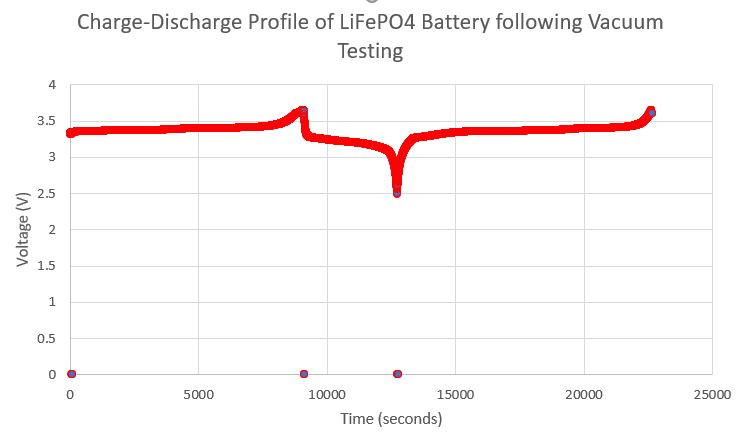 Charge-Discharge Profile of LiFePO4 Battery following Vacuum
Testing
4
3.5
3
2.5
2
1.5
1
0.5
0
Voltage (V)
0 5000 10000 15000 20000 25000
Time (seconds)